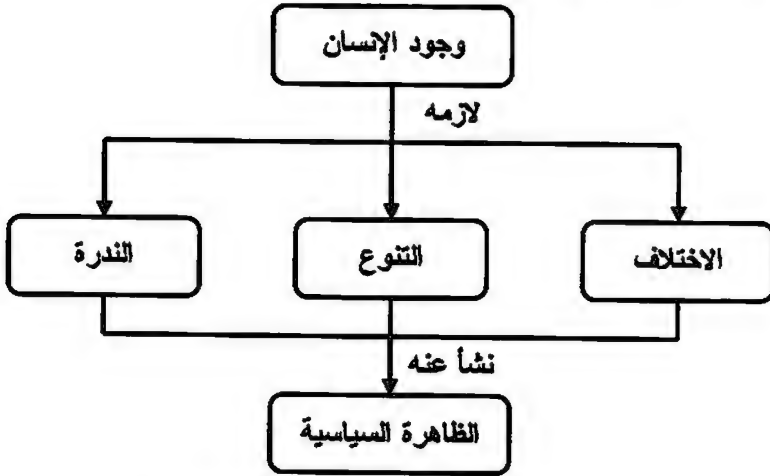 وجود الإنسان
لازمه
الاختلاف
التنوع
الندرة
نشأ عنه
الظاهرة السياسية